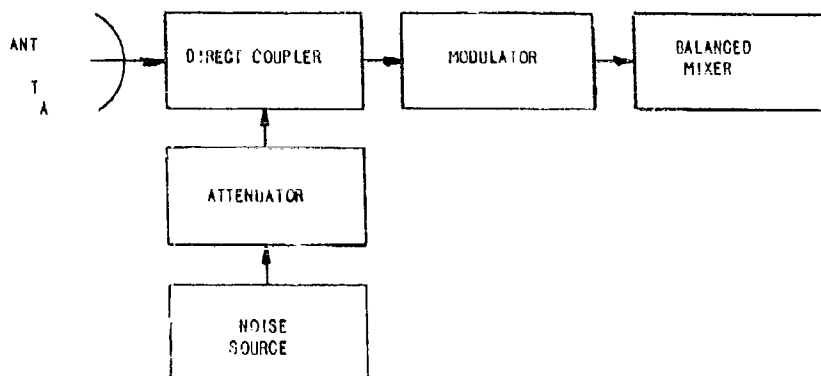 ANT
T
A
DIRECT COUPLER
MODULATOR
BALANCED
MIXER
ATTENUATOR
NOISE
SOURCE